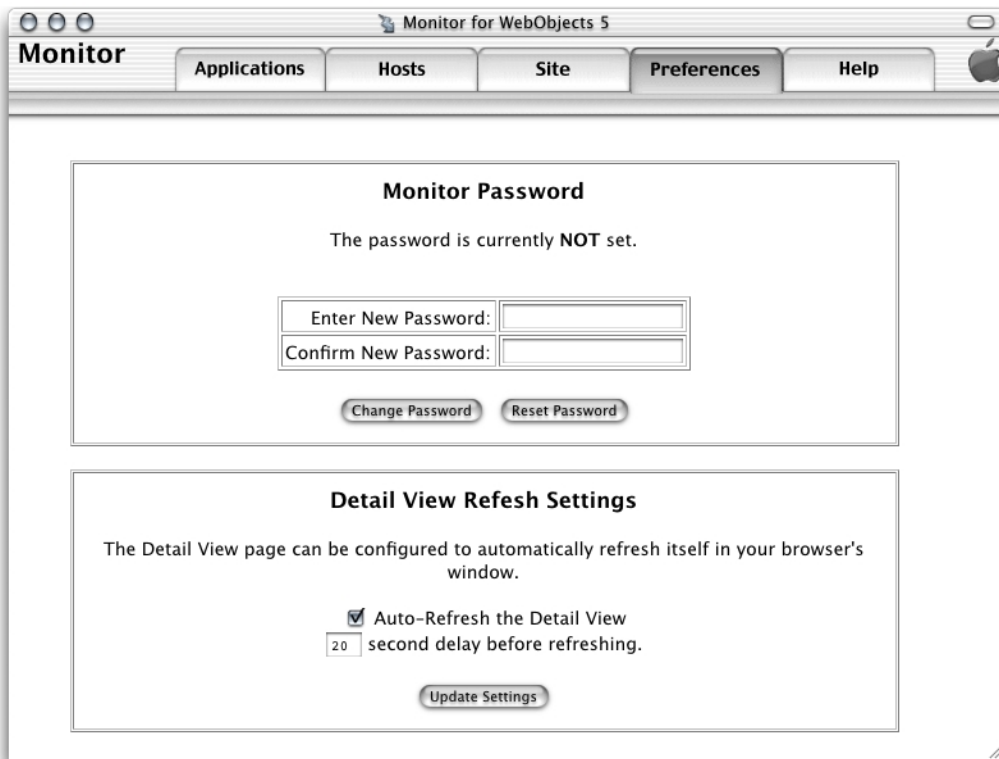 Monitor for WebObjects 5
Monitor
Applications
Hosts
Site
Preferences
Help
Monitor Password
The password is currently NOT set.
Enter New Password:
Confirm New Password:
Change Password
Reset Password
Detail View Refesh Settings
The Detail View page can be configured to automatically refresh itself in your browser's
window.
Auto-Refresh the Detail View
20 second delay before refreshing.
Update Settings